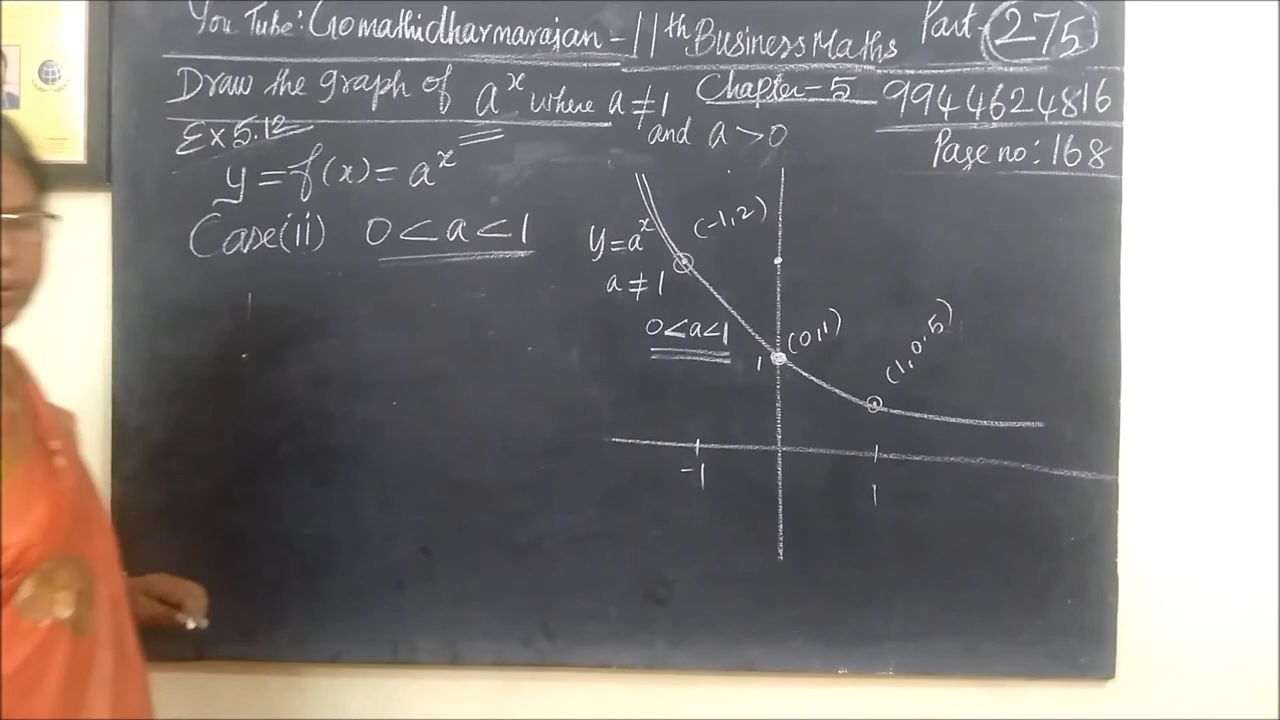 You Tube: Gomathidharmarajan - 11th Business Maths Part - 275
Draw the graph of a^x where a ≠ 1 Chapter - 5 9944624816
and a > 0
Ex 5.12
Page no: 168
y = f(x) = a^x
Case(ii) 0 < a < 1
(-1, 2)
y = a^x
a ≠ 1
0 < a < 1
(0, 1)
1
(1, 0.5)
-1
1